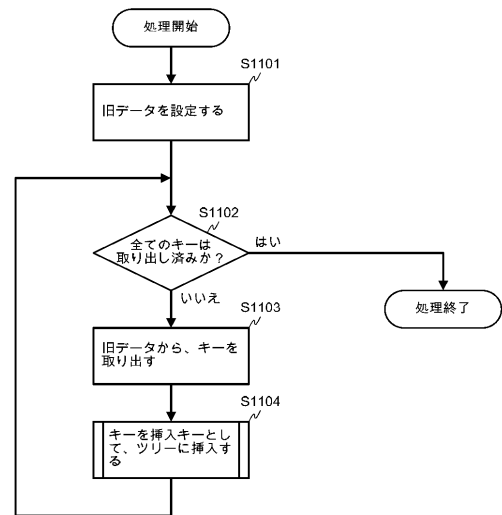 処理開始
S1101
旧データを設定する
S1102
全てのキーは
取り出し済みか？
はい
いいえ
処理終了
S1103
旧データから、キーを
取り出す
S1104
キーを挿入キーとし
て、ツリーに挿入す
る